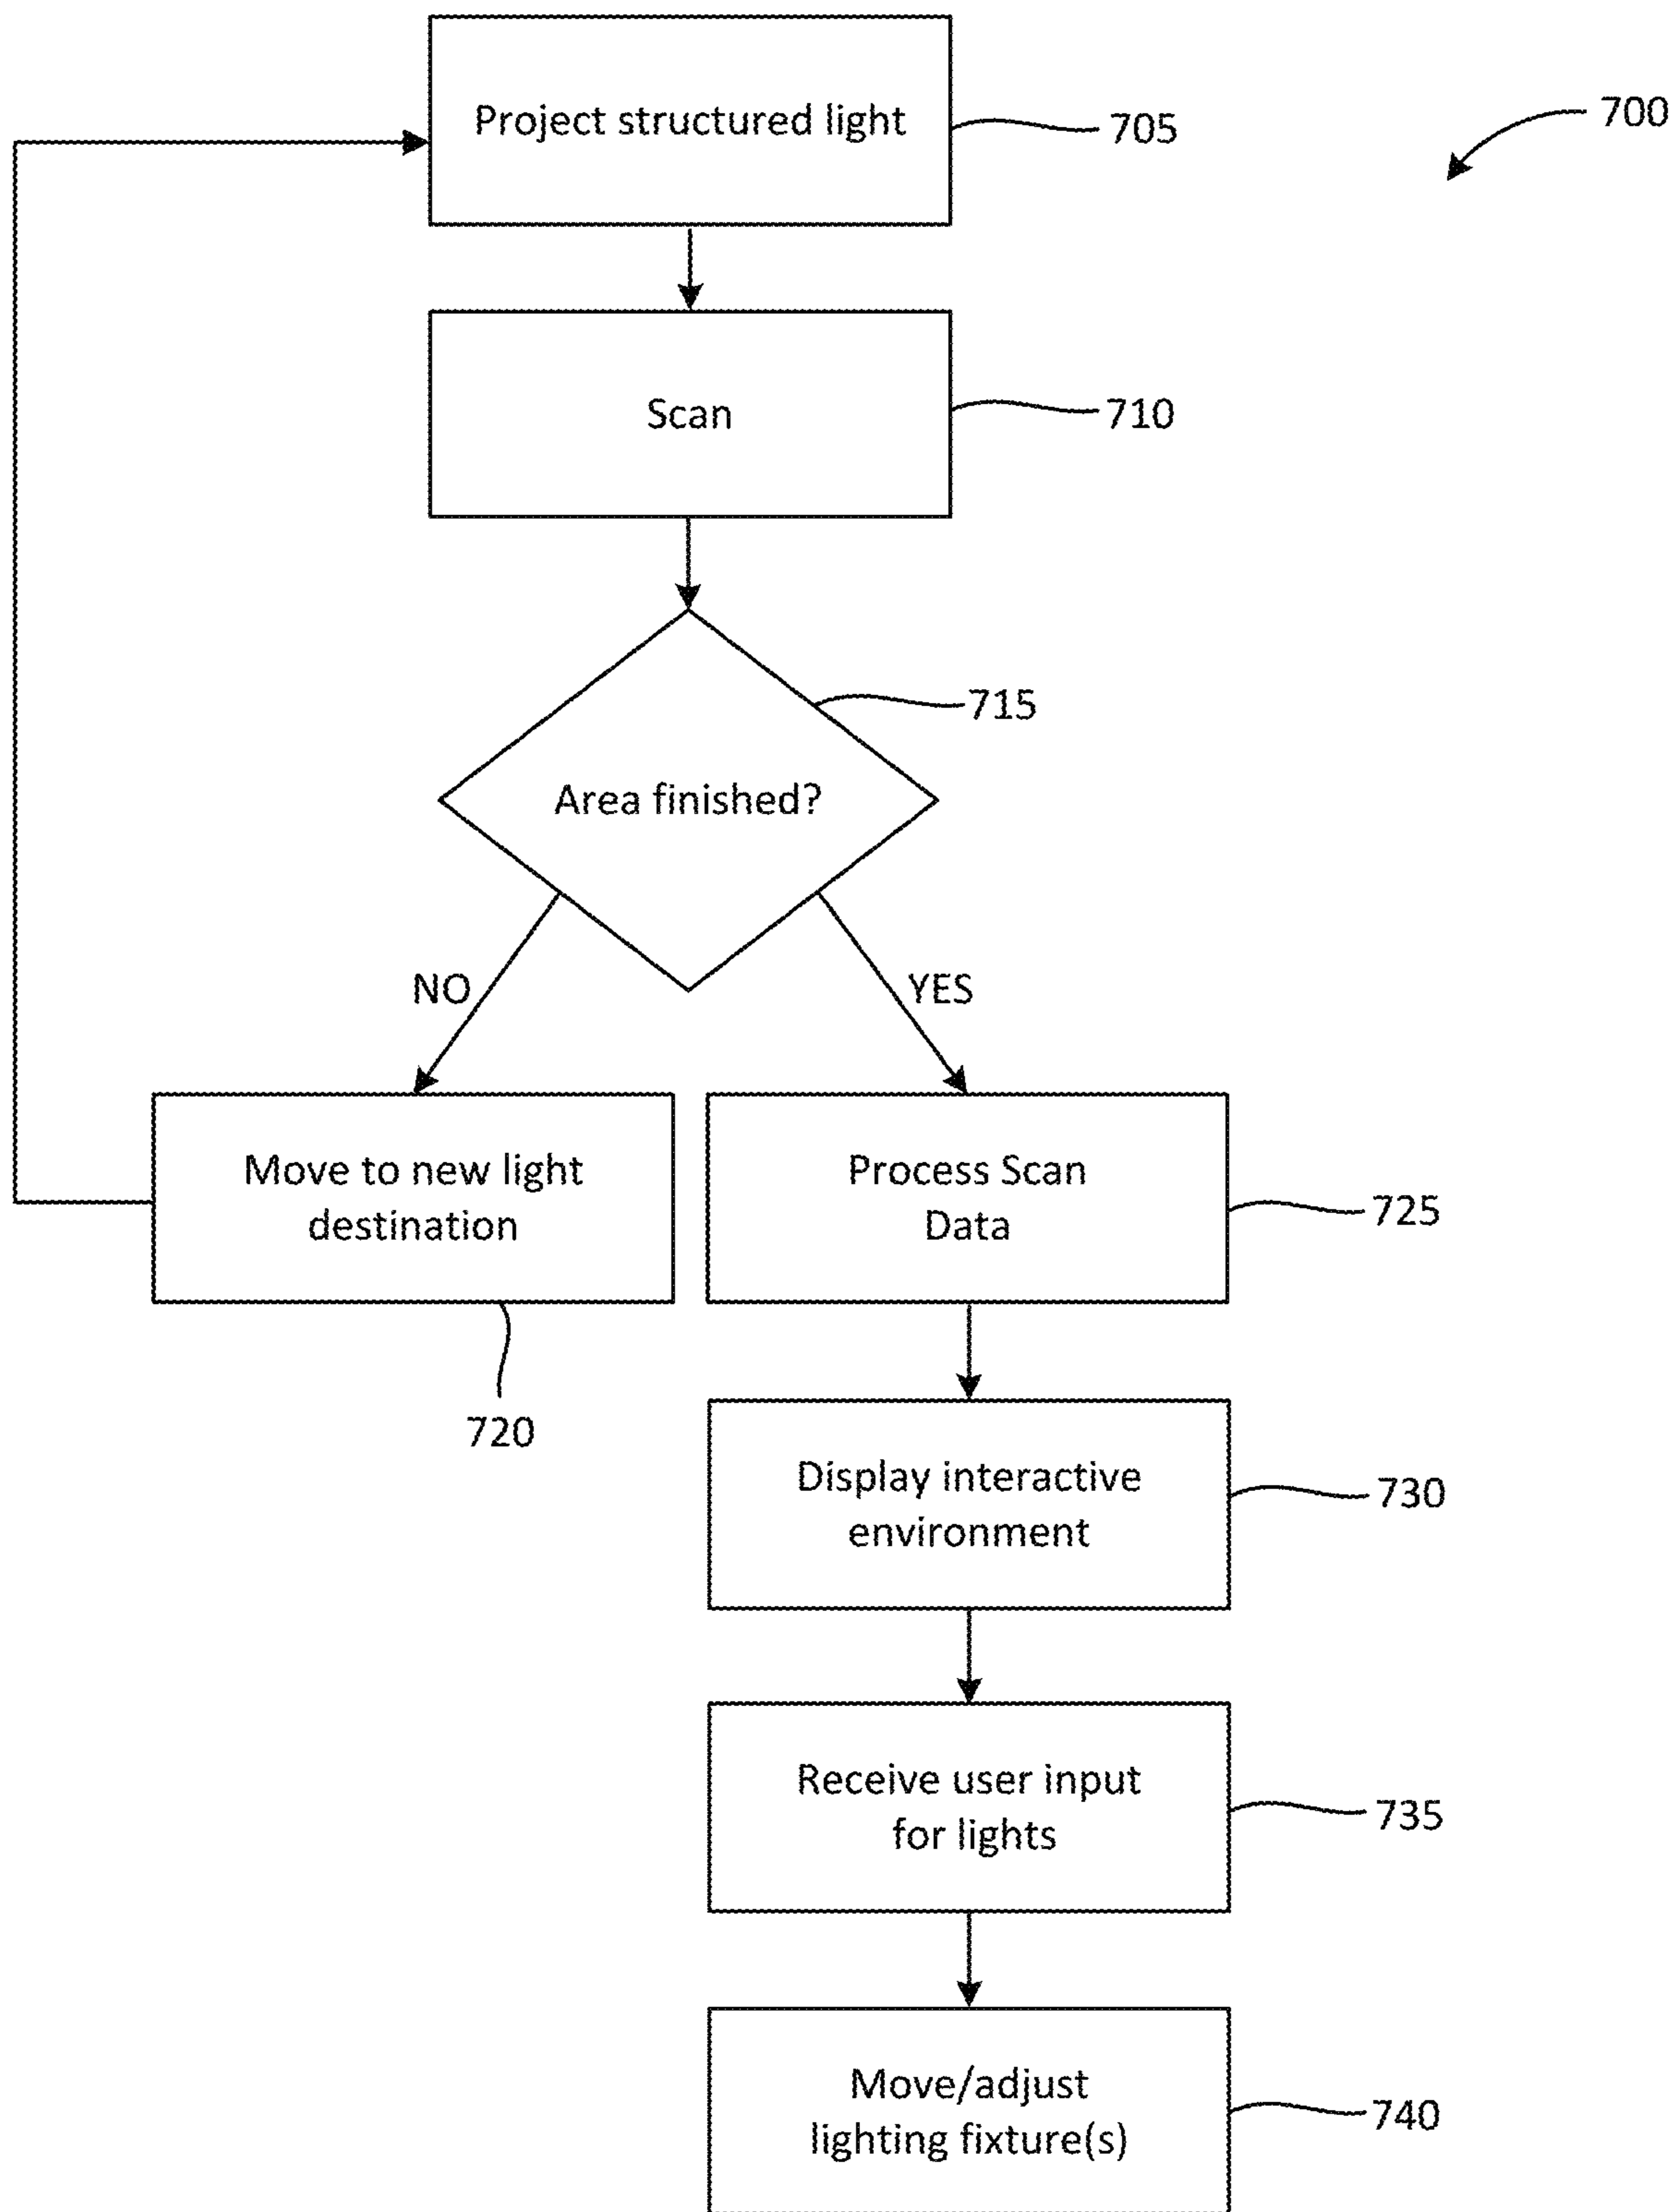 Project structured light
705
700
Scan
710
715
Area finished?
NO
YES
Move to new light
destination
720
Process Scan
Data
725
Display interactive
environment
730
Receive user input
for lights
735
Move/adjust
lighting fixture(s)
740